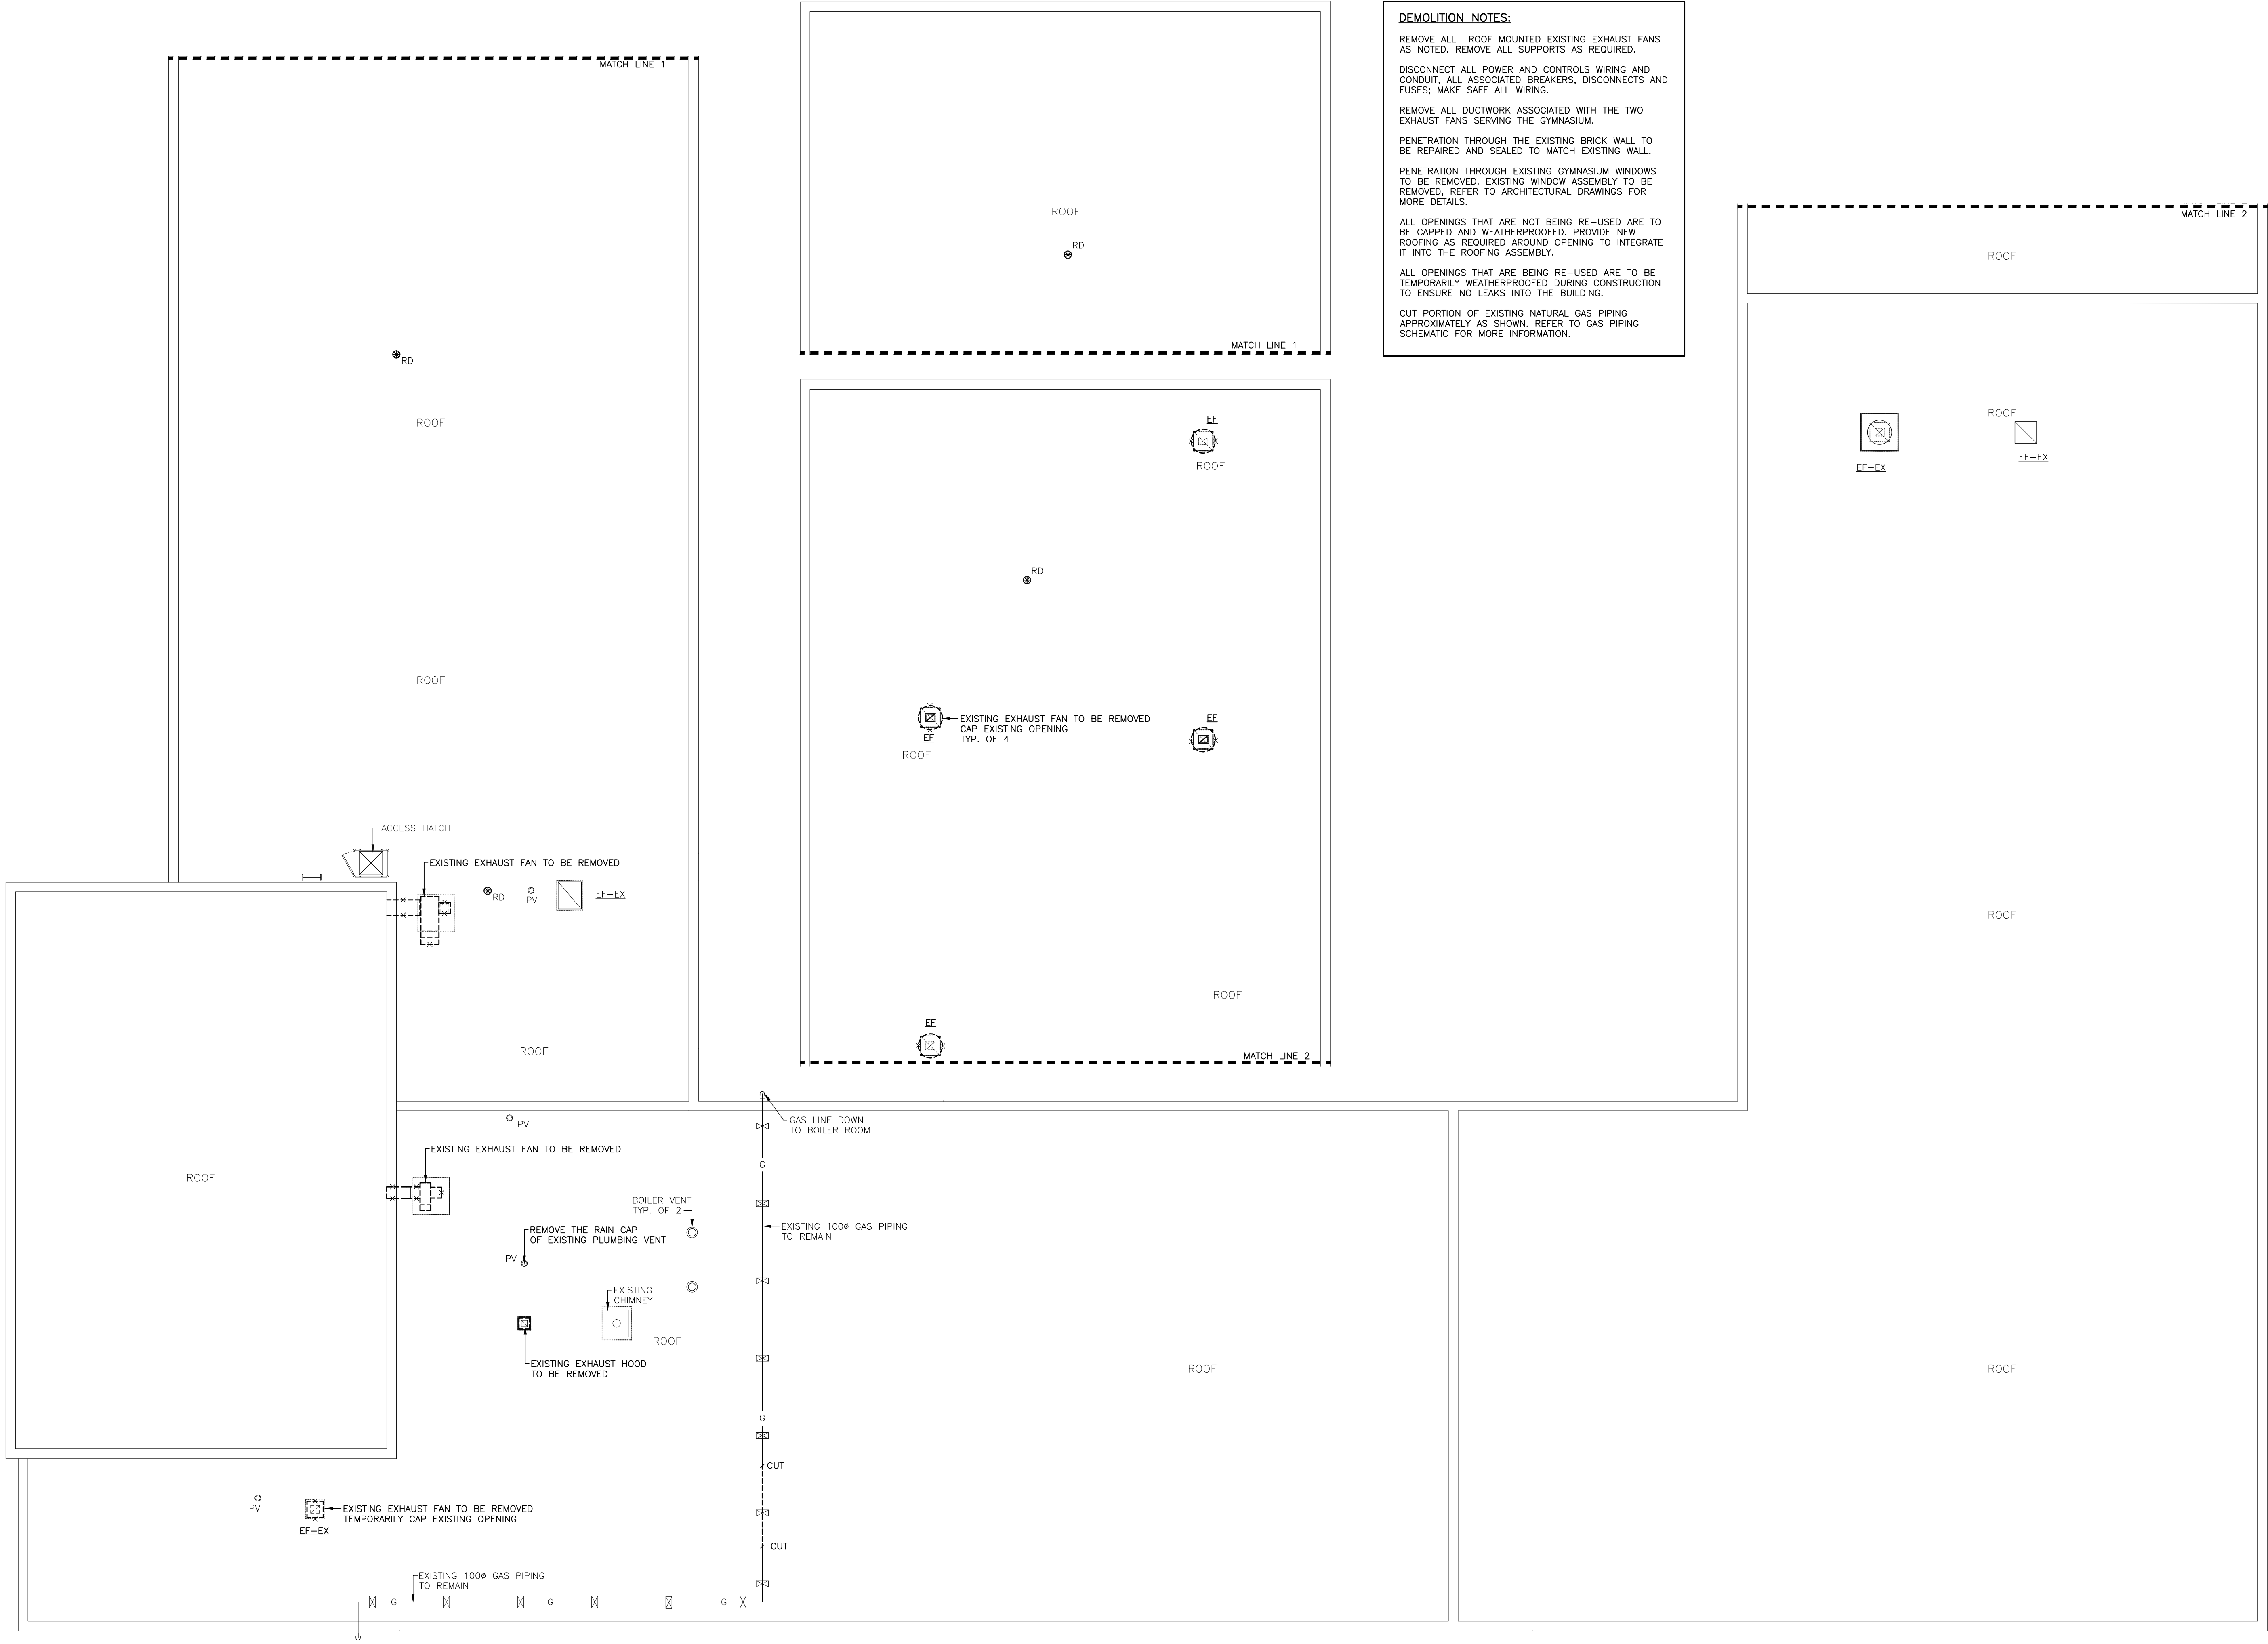 DEMOLITION NOTES:
REMOVE ALL ROOF MOUNTED EXISTING EXHAUST FANS
AS NOTED. REMOVE ALL SUPPORTS AS REQUIRED.
DISCONNECT ALL POWER AND CONTROLS WIRING AND
CONDUIT, ALL ASSOCIATED BREAKERS, DISCONNECTS AND
FUSES; MAKE SAFE ALL WIRING.
REMOVE ALL DUCTWORK ASSOCIATED WITH THE TWO
EXHAUST FANS SERVING THE GYMNASIUM.
PENETRATION THROUGH THE EXISTING BRICK WALL TO
BE REPAIRED AND SEALED TO MATCH EXISTING WALL.
PENETRATION THROUGH EXISTING GYMNASIUM WINDOWS
TO BE REMOVED. EXISTING WINDOW ASSEMBLY TO BE
REMOVED, REFER TO ARCHITECTURAL DRAWINGS FOR
MORE DETAILS.
ALL OPENINGS THAT ARE NOT BEING RE-USED ARE TO
BE CAPPED AND WEATHERPROOFED. PROVIDE NEW
ROOFING AS REQUIRED AROUND OPENING TO INTEGRATE
IT INTO THE ROOFING ASSEMBLY.
ALL OPENINGS THAT ARE BEING RE-USED ARE TO BE
TEMPORARILY WEATHERPROOFED DURING CONSTRUCTION
TO ENSURE NO LEAKS INTO THE BUILDING.
CUT PORTION OF EXISTING NATURAL GAS PIPING
APPROXIMATELY AS SHOWN. REFER TO GAS PIPING
SCHEMATIC FOR MORE INFORMATION.
MATCH LINE 1
RD
ROOF
ROOF
ACCESS HATCH
EXISTING EXHAUST FAN TO BE REMOVED
RD
PV
EF-EX
ROOF
ROOF
RD
MATCH LINE 1
EF
ROOF
RD
EXISTING EXHAUST FAN TO BE REMOVED
CAP EXISTING OPENING
TYP. OF 4
EF
ROOF
EF
ROOF
EF
MATCH LINE 2
MATCH LINE 2
ROOF
ROOF
EF-EX
EF-EX
ROOF
ROOF
PV
GAS LINE DOWN
TO BOILER ROOM
EXISTING EXHAUST FAN TO BE REMOVED
G
ROOF
BOILER VENT
TYP. OF 2
EXISTING 100ø GAS PIPING
TO REMAIN
REMOVE THE RAIN CAP
OF EXISTING PLUMBING VENT
PV
EXISTING
CHIMNEY
ROOF
EXISTING EXHAUST HOOD
TO BE REMOVED
ROOF
G
CUT
PV
EXISTING EXHAUST FAN TO BE REMOVED
TEMPORARILY CAP EXISTING OPENING
EF-EX
CUT
EXISTING 100ø GAS PIPING
TO REMAIN
G
G
G